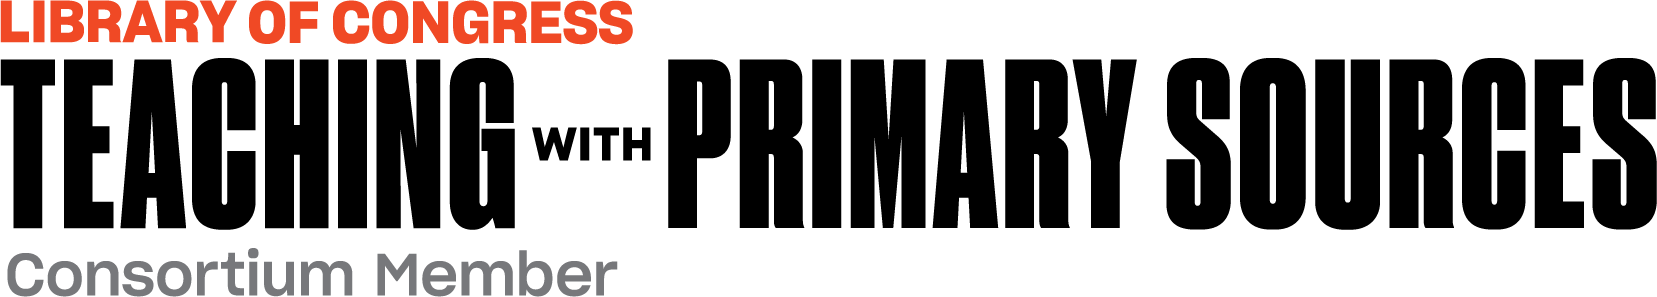 LIBRARY OF CONGRESS
TEACHING WITH PRIMARY SOURCES
Consortium Member